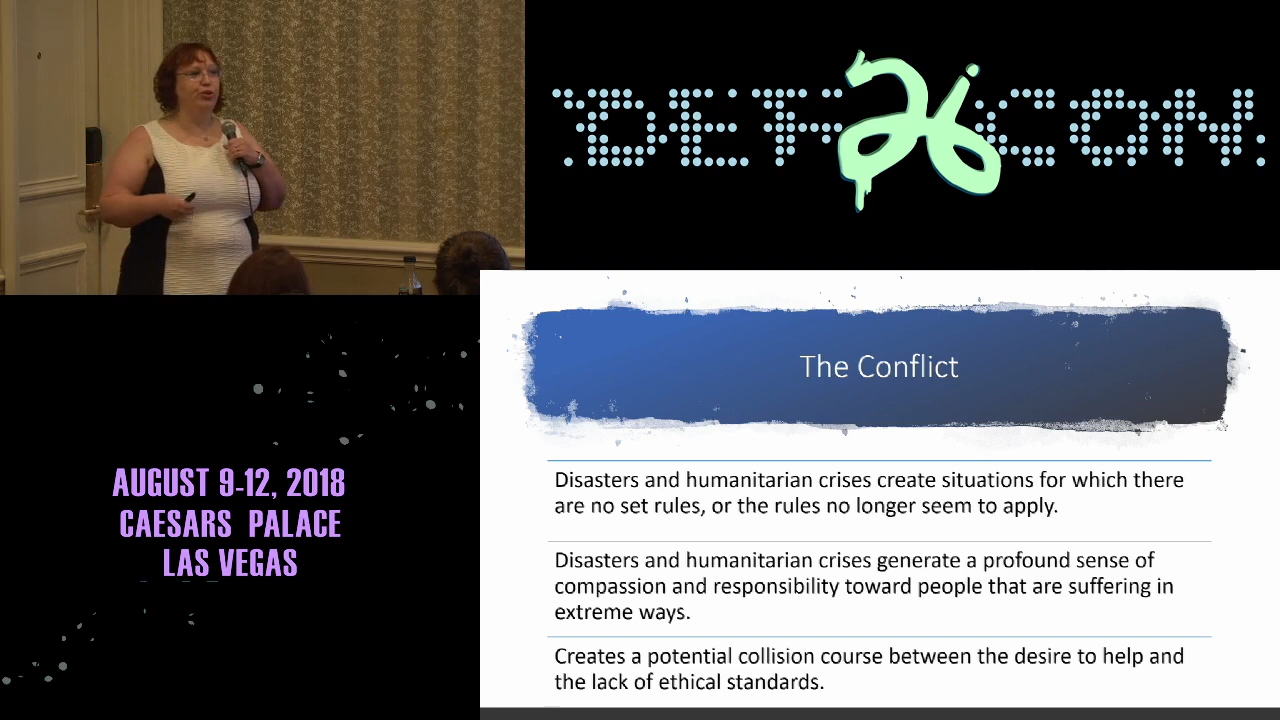 DEF 26 CON.
The Conflict
Disasters and humanitarian crises create situations for which there
are no set rules, or the rules no longer seem to apply.
Disasters and humanitarian crises generate a profound sense of
compassion and responsibility toward people that are suffering in
extreme ways.
Creates a potential collision course between the desire to help and
the lack of ethical standards.
AUGUST 9-12, 2018
CAESARS PALACE
LAS VEGAS